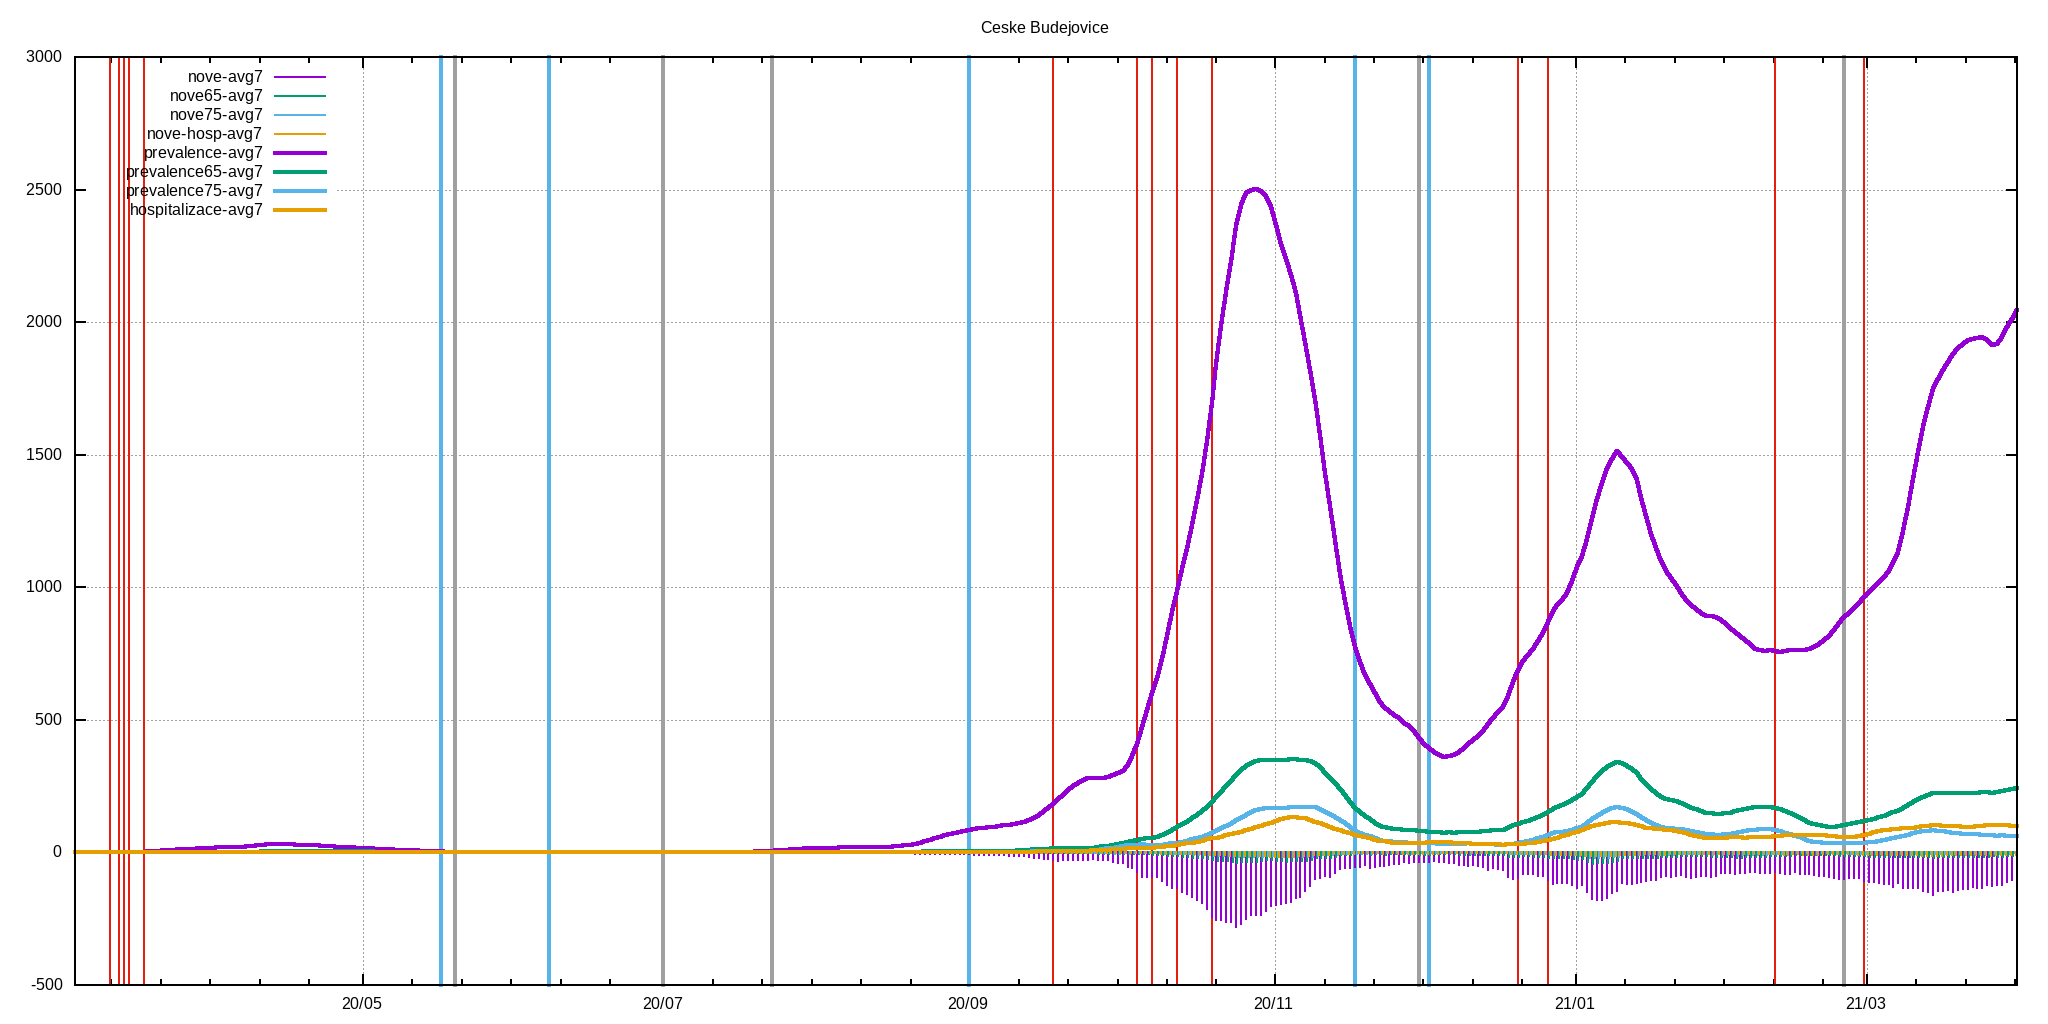 Ceske Budejovice
3000
2500
2000
1500
1000
500
0
-500
nove-avg7
nove65-avg7
nove75-avg7
nove-hosp-avg7
prevalence-avg7
prevalence65-avg7
prevalence75-avg7
hospitalizace-avg7
20/05
20/07
20/09
20/11
21/01
21/03